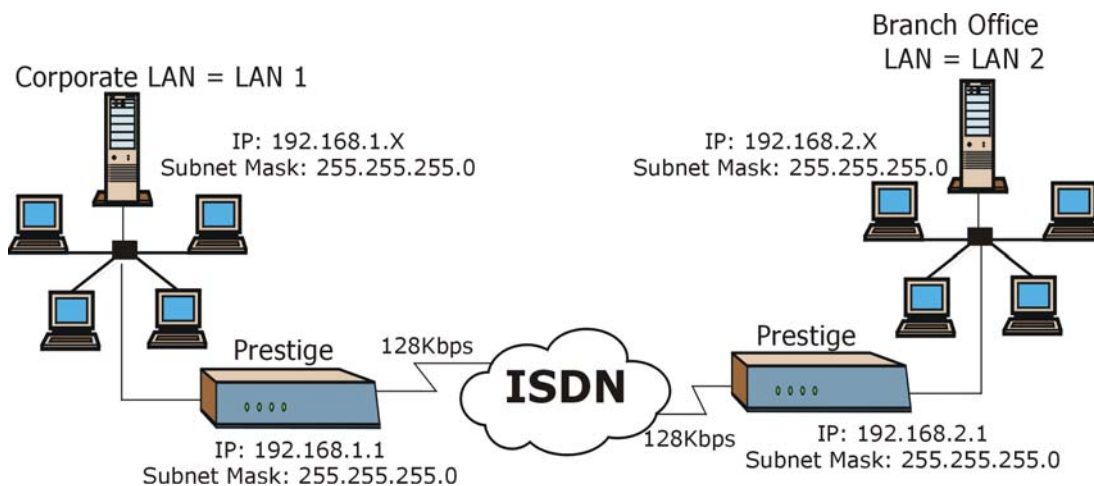 Corporate LAN = LAN 1
IP: 192.168.1.X
Subnet Mask: 255.255.255.0
Branch Office
LAN = LAN 2
IP: 192.168.2.X
Subnet Mask: 255.255.255.0
Prestige
128Kbps
ISDN
128Kbps
Prestige
IP: 192.168.1.1
Subnet Mask: 255.255.255.0
IP: 192.168.2.1
Subnet Mask: 255.255.255.0